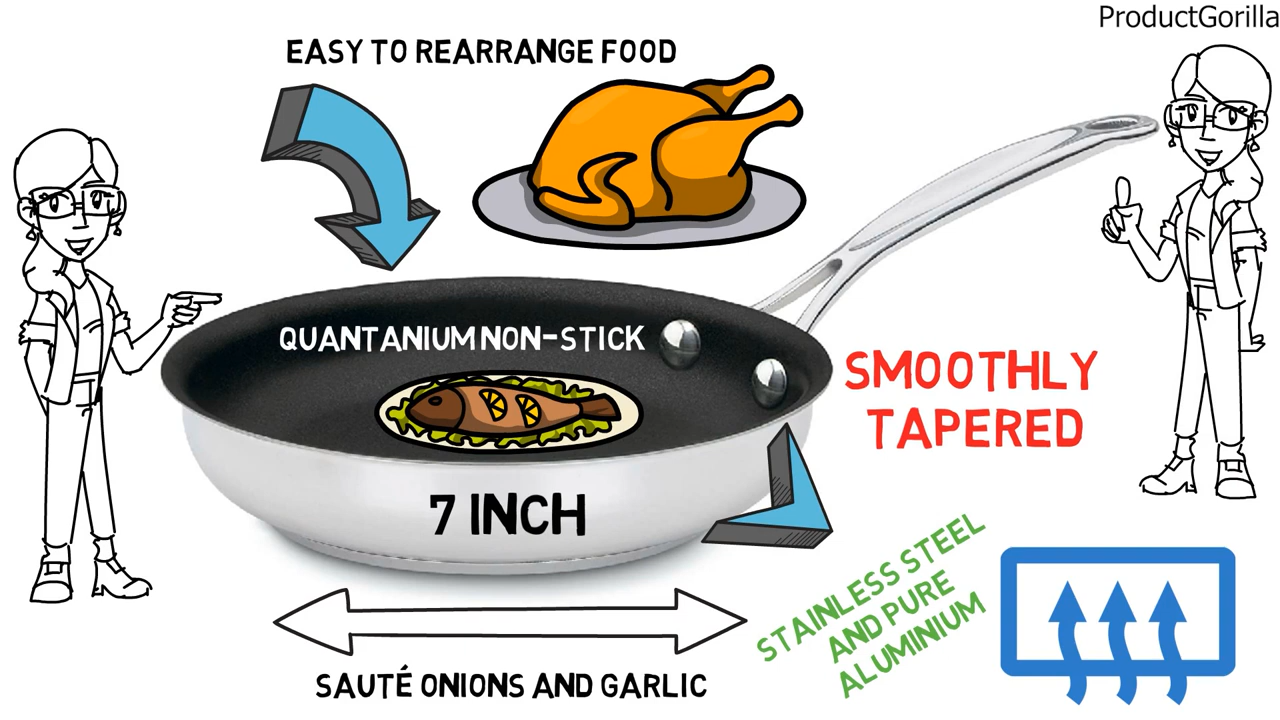 ProductGorilla
EASY TO REARRANGE FOOD
QUANTANIUM NON-STICK
SMOOTHLY
TAPERED
7 INCH
STAINLESS STEEL
AND PURE
ALUMINIUM
SAUTÉ ONIONS AND GARLIC